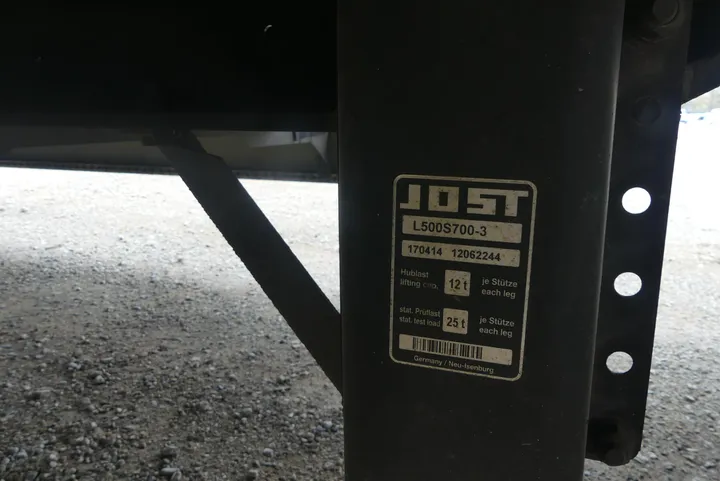 JOST
L500S700-3
170414 12062244
Hublast
lifting cap. 12 t je Stütze
each leg
stat. Prüflast
stat. test load 25 t je Stütze
each leg
Germany / Neu-Isenburg